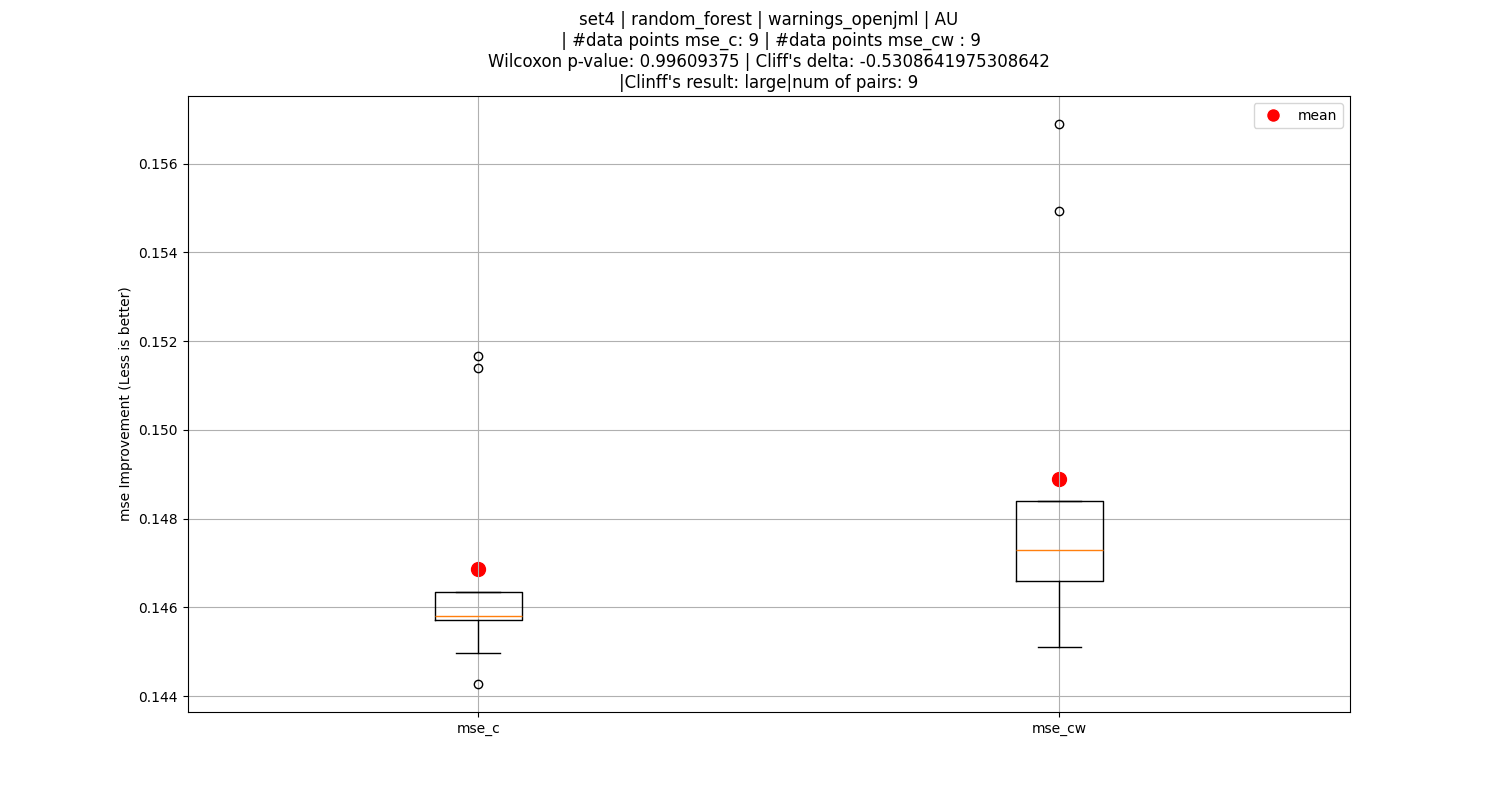 set4 | random_forest | warnings_openjml | AU
| #data points mse_c: 9 | #data points mse_cw : 9
Wilcoxon p-value: 0.99609375 | Cliff's delta: -0.5308641975308642
|Clinff's result: large|num of pairs: 9
mean
0.156
0.154
0.152
0.150
0.148
0.146
0.144
mse Improvement (Less is better)
mse_c
mse_cw